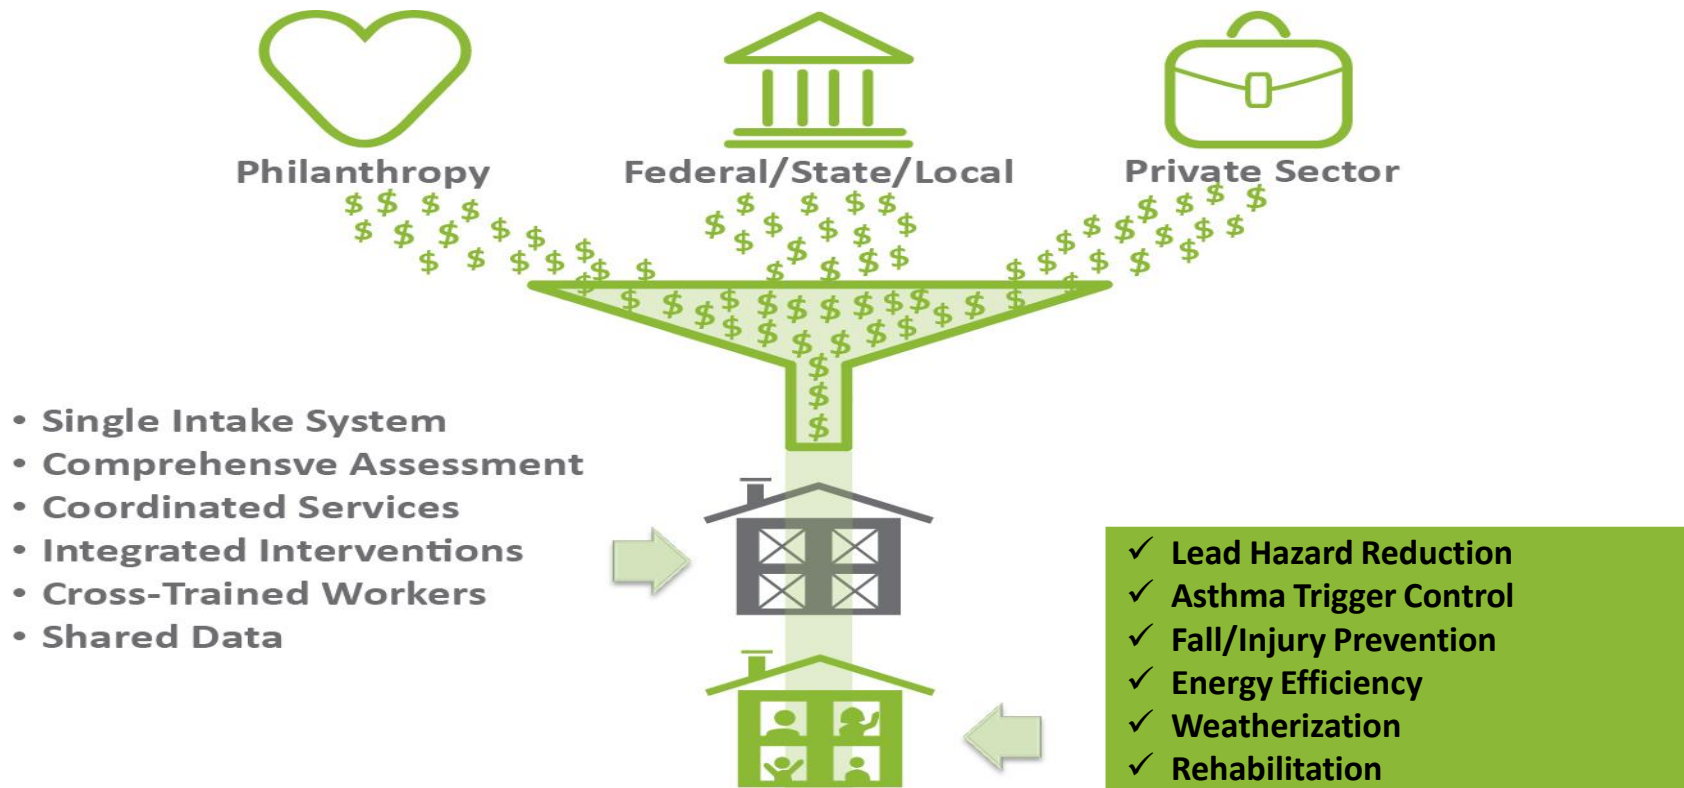 Philanthropy
Federal/State/Local
Private Sector
• Single Intake System
• Comprehensve Assessment
• Coordinated Services
• Integrated Interventions
• Cross-Trained Workers
• Shared Data
✓ Lead Hazard Reduction
✓ Asthma Trigger Control
✓ Fall/Injury Prevention
✓ Energy Efficiency
✓ Weatherization
✓ Rehabilitation